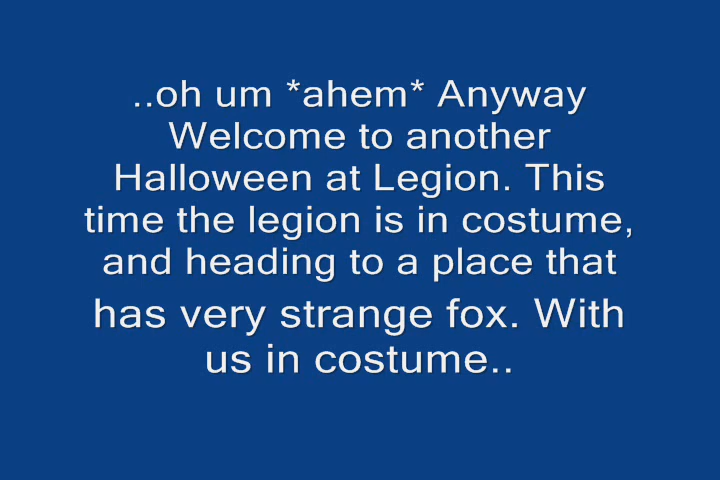 ..oh um *ahem* Anyway
Welcome to another
Halloween at Legion. This
time the legion is in costume,
and heading to a place that
has very strange fox. With
us in costume..